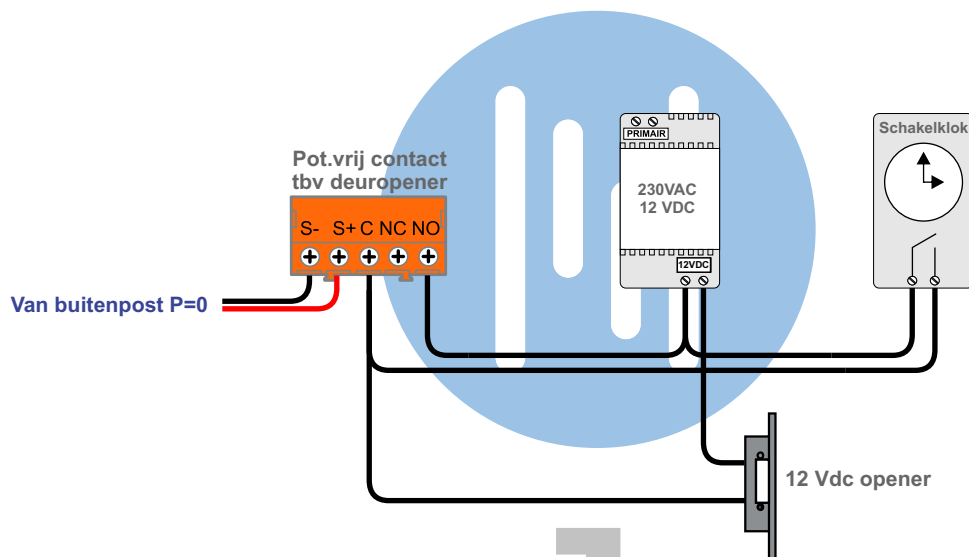 Schakelklok
PRIMAIR
Pot.vrij contact
tbv deuropener
230VAC
12 VDC
S- S+ C NC NO
12VDC
Van buitenpost P=0
12 Vdc opener